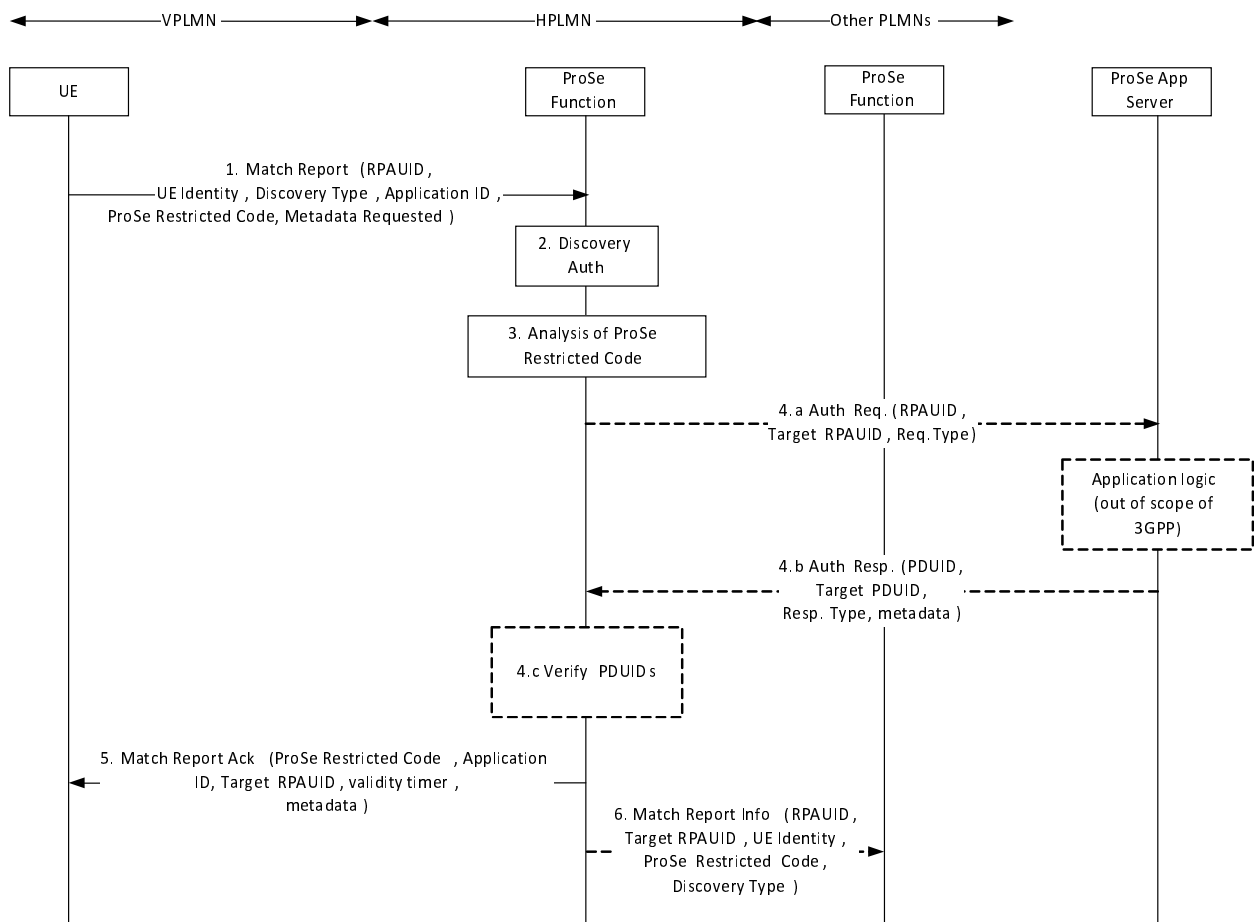 VPLMN
HPLMN
Other PLMNs
UE
ProSe
Function
ProSe
Function
ProSe App
Server
1. Match Report (RPAUID,
UE Identity, Discovery Type, Application ID,
ProSe Restricted Code, Metadata Requested)
2. Discovery
Auth
3. Analysis of ProSe
Restricted Code
4.a Auth Req. (RPAUID,
Target RPAUID, Req.Type)
Application logic
(out of scope of
3GPP)
4.b Auth Resp. (PDUID,
Target PDUID,
Resp. Type, metadata)
4.c Verify PDUIDs
5. Match Report Ack (ProSe Restricted Code, Application
ID, Target RPAUID, validity timer,
metadata)
6. Match Report Info (RPAUID,
Target RPAUID, UE Identity,
ProSe Restricted Code,
Discovery Type)